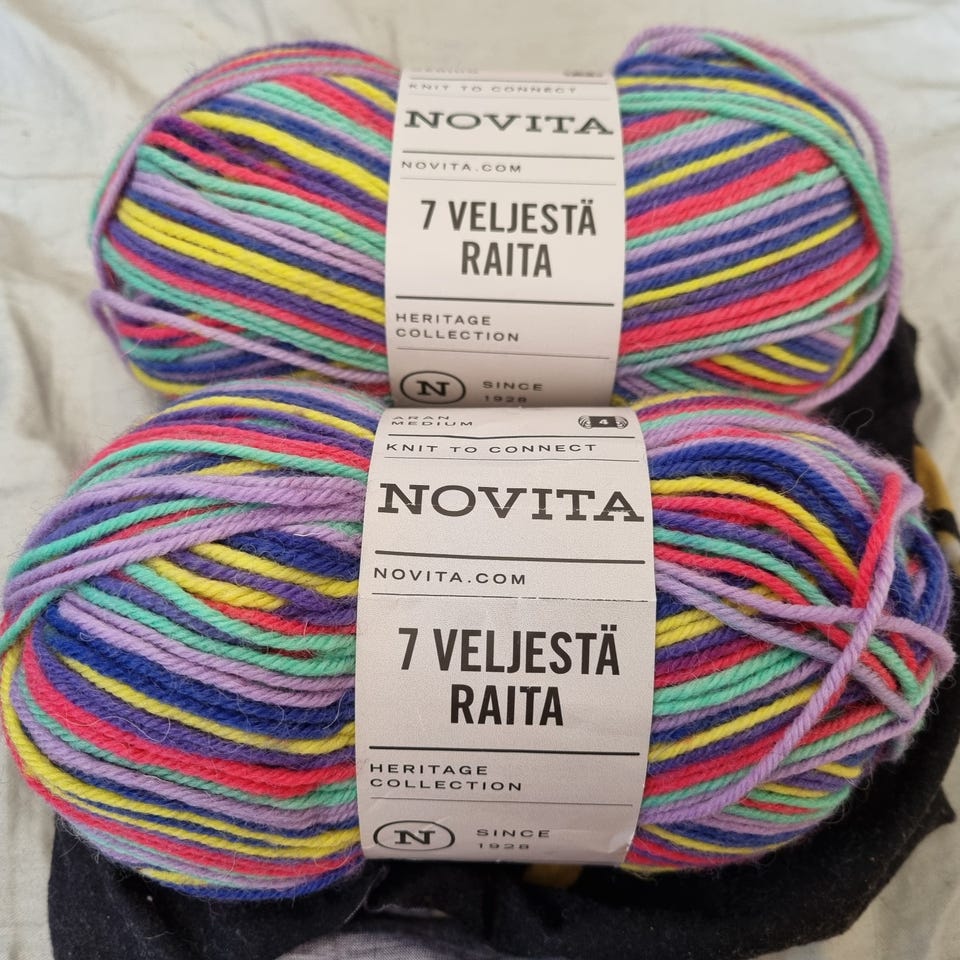 KNIT TO CONNECT
NOVITA
NOVITA.COM
7 VELJESTÄ
RAITA
HERITAGE
COLLECTION
N
SINCE
1928
ARAN
MEDIUM
4
KNIT TO CONNECT
NOVITA
NOVITA.COM
7 VELJESTÄ
RAITA
HERITAGE
COLLECTION
N
SINCE
1928